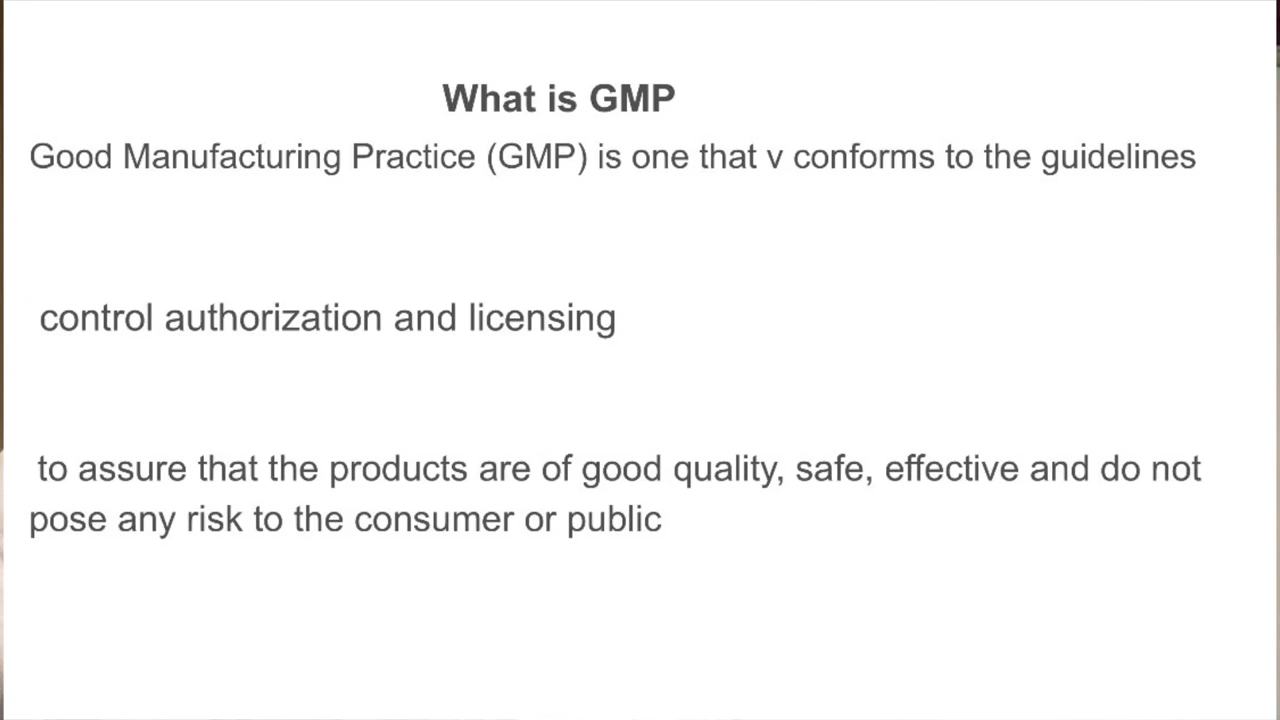 What is GMP
Good Manufacturing Practice (GMP) is one that v conforms to the guidelines
control authorization and licensing
to assure that the products are of good quality, safe, effective and do not
pose any risk to the consumer or public